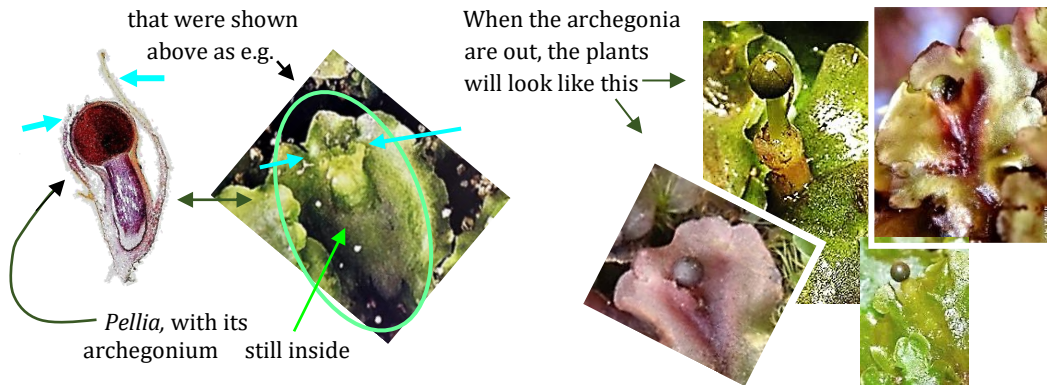 that were shown
above as e.g.
When the archegonia
are out, the plants
will look like this
Pellia, with its
archegonium still inside